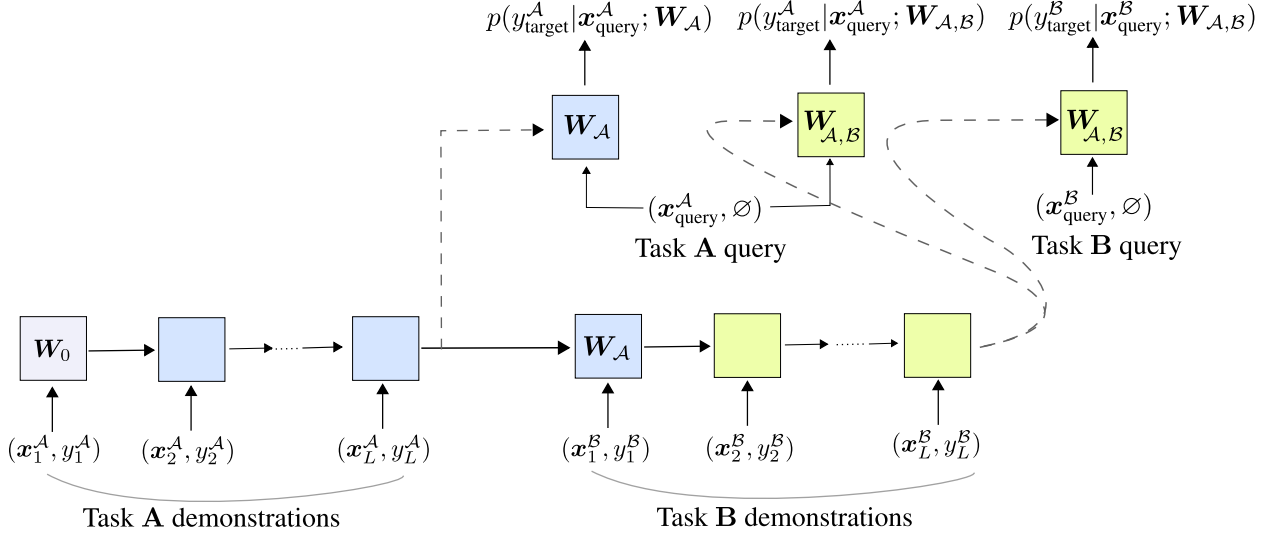 p(y^A_target|x^A_query; W_A) p(y^A_target|x^A_query; W_A,B) p(y^B_target|x^B_query; W_A,B)
W_A W_A,B W_A,B
(x^A_query, ∅) (x^B_query, ∅)
Task A query Task B query
W_0 ...... W_A ......
(x^A_1, y^A_1) (x^A_2, y^A_2) (x^A_L, y^A_L) (x^B_1, y^B_1) (x^B_2, y^B_2) (x^B_L, y^B_L)
Task A demonstrations Task B demonstrations